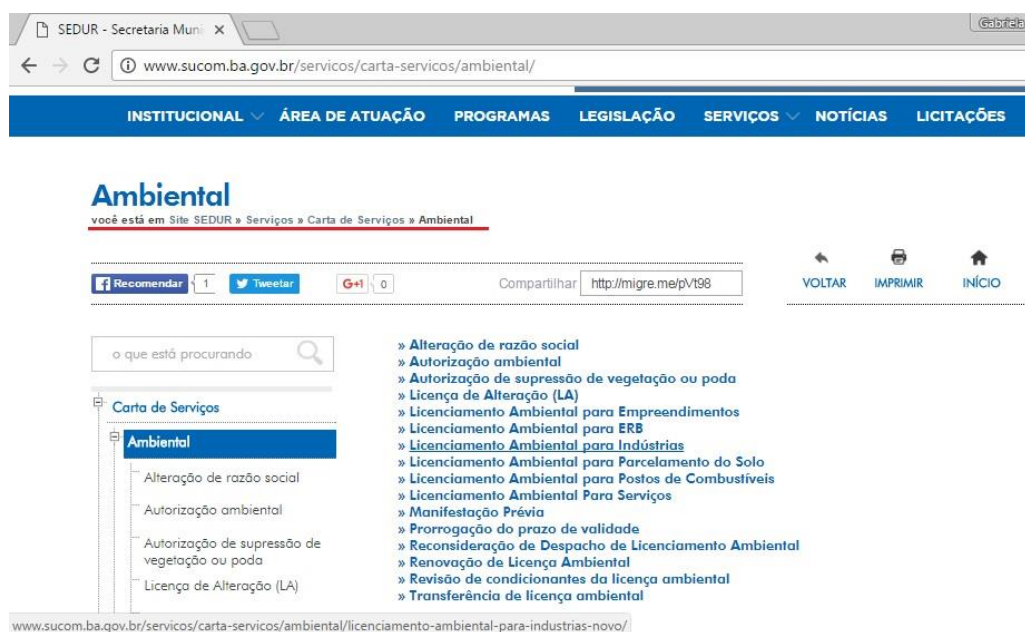 SEDUR - Secretaria Muni
Gabriela
www.sucom.ba.gov.br/servicos/carta-servicos/ambiental/
INSTITUCIONAL ÁREA DE ATUAÇÃO PROGRAMAS LEGISLAÇÃO SERVIÇOS NOTÍCIAS LICITAÇÕES
Ambiental
você está em Site SEDUR » Serviços » Carta de Serviços » Ambiental
Recomendar 1 Tweetar G+1 0 Compartilhar http://migre.me/pVt98 VOLTAR IMPRIMIR INÍCIO
o que está procurando
Carta de Serviços
Ambiental
Alteração de razão social
Autorização ambiental
Autorização de supressão de
vegetação ou poda
Licença de Alteração (LA)
» Alteração de razão social
» Autorização ambiental
» Autorização de supressão de vegetação ou poda
» Licença de Alteração (LA)
» Licenciamento Ambiental para Empreendimentos
» Licenciamento Ambiental para ERB
» Licenciamento Ambiental para Indústrias
» Licenciamento Ambiental para Parcelamento do Solo
» Licenciamento Ambiental para Postos de Combustíveis
» Licenciamento Ambiental Para Serviços
» Manifestação Prévia
» Prorrogação do prazo de validade
» Reconsideração de Despacho de Licenciamento Ambiental
» Renovação de Licença Ambiental
» Revisão de condicionantes da licença ambiental
» Transferência de licença ambiental
www.sucom.ba.gov.br/servicos/carta-servicos/ambiental/licenciamento-ambiental-para-industrias-novo/